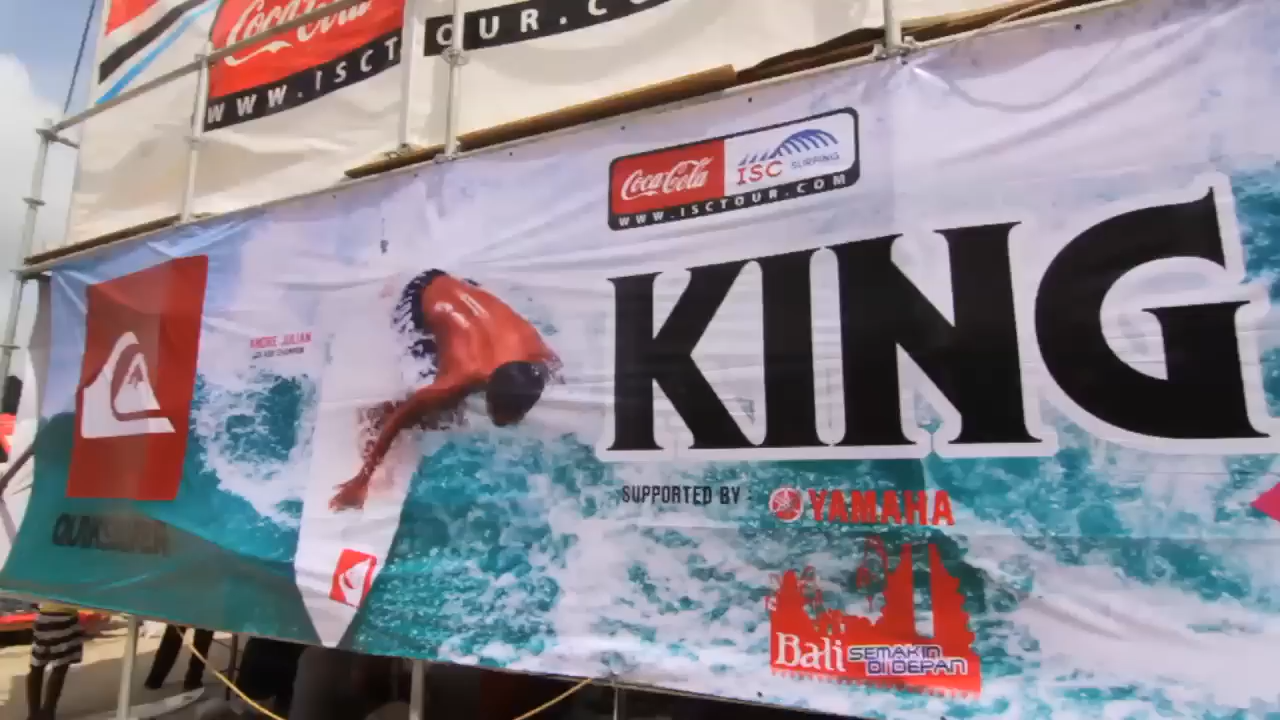 Coca-Cola
WWW.ISCT
OUR.CO
Coca-Cola ISC SURFING
WWW.ISCTOUR.COM
ANDRE JULIAN
KING
QUIKSILVER
SUPPORTED BY : YAMAHA
Bali SEMAKIN
DI DEPAN